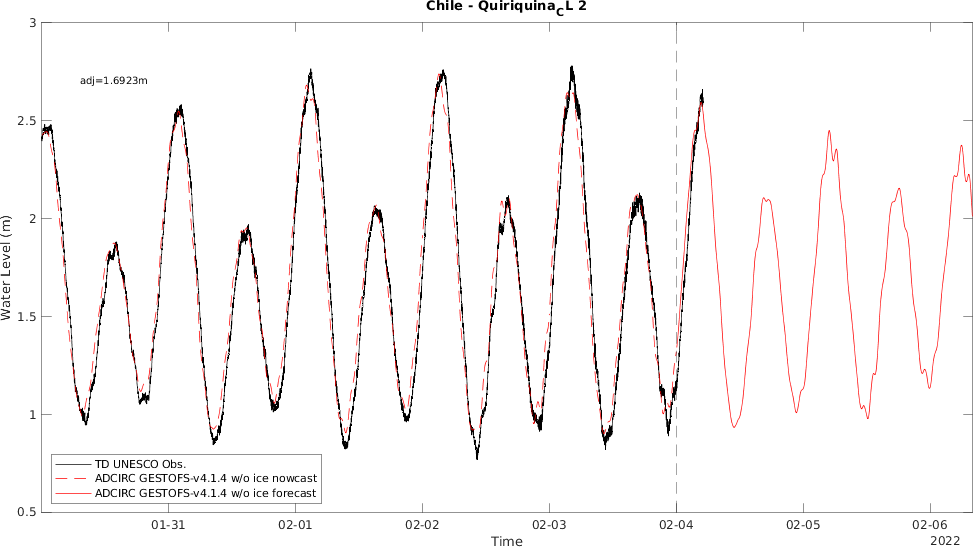 Chile - Quiriquina_CL 2
adj=1.6923m
3
2.5
2
1.5
1
0.5
Water Level (m)
TD UNESCO Obs.
ADCIRC GESTOFS-v4.1.4 w/o ice nowcast
ADCIRC GESTOFS-v4.1.4 w/o ice forecast
01-31
02-01
02-02
02-03
02-04
02-05
02-06
Time
2022